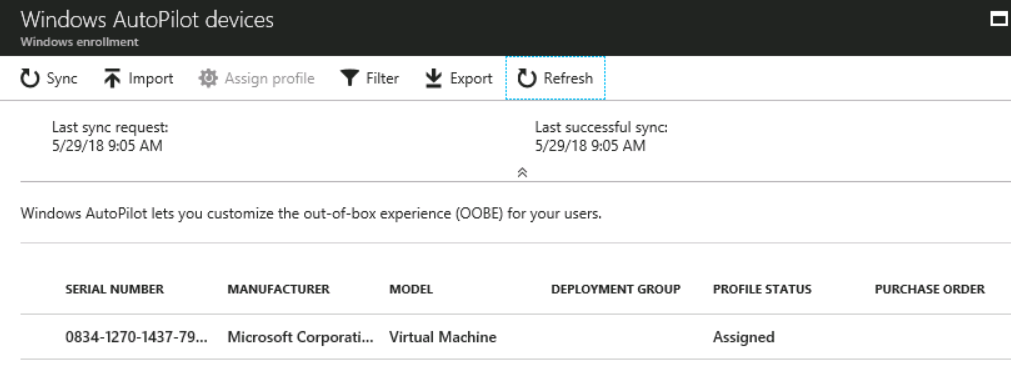 Windows AutoPilot devices
Windows enrollment
Sync Import Assign profile Filter Export Refresh
Last sync request: Last successful sync:
5/29/18 9:05 AM 5/29/18 9:05 AM
Windows AutoPilot lets you customize the out-of-box experience (OOBE) for your users.
SERIAL NUMBER MANUFACTURER MODEL DEPLOYMENT GROUP PROFILE STATUS PURCHASE ORDER
0834-1270-1437-79... Microsoft Corporati... Virtual Machine Assigned